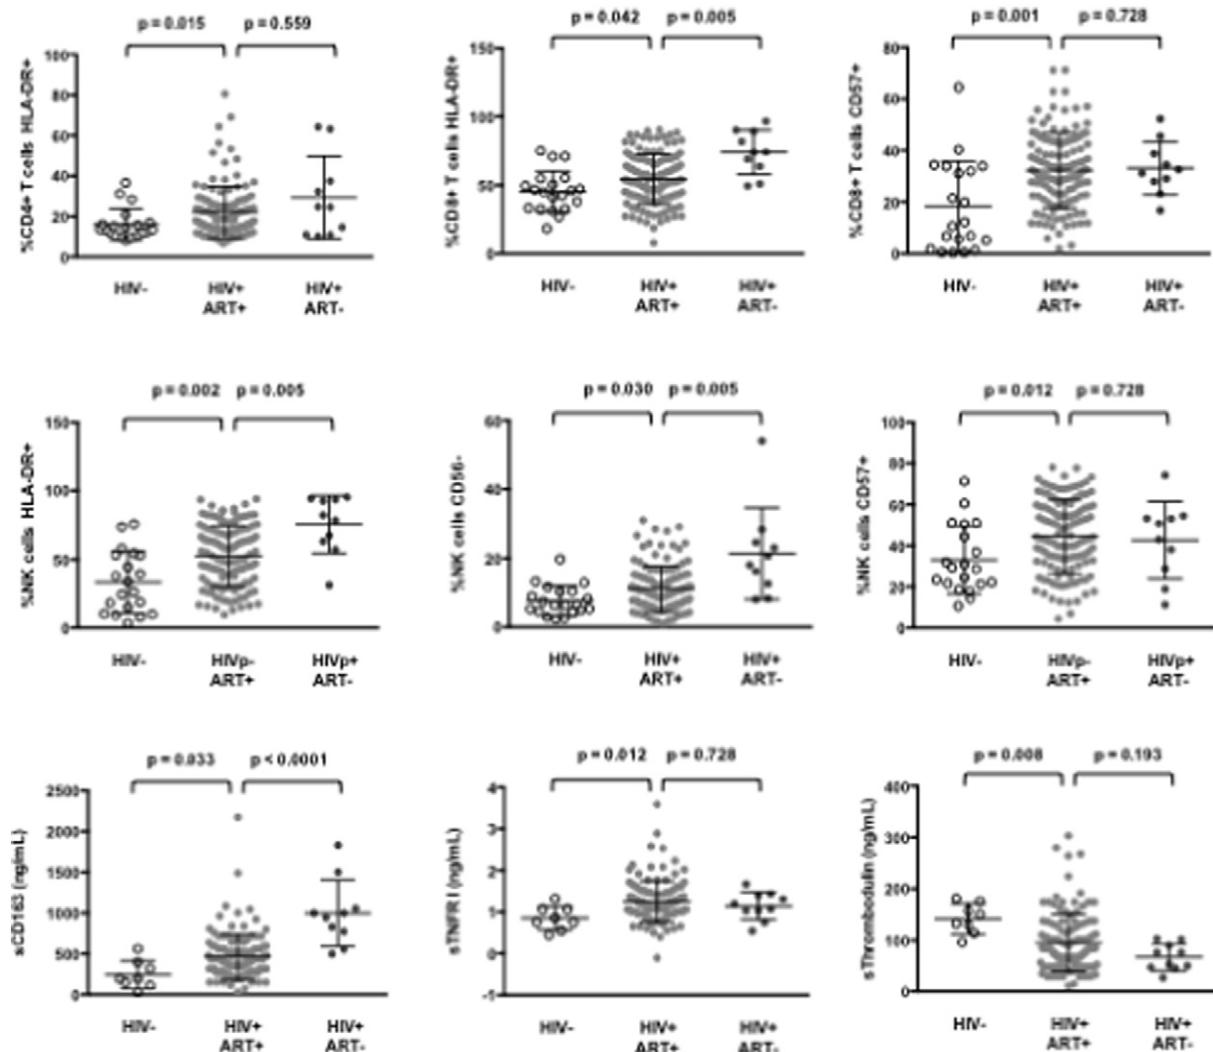 p = 0.015 p = 0.559
%CD4+ T cells HLA-DR+
100
80
60
40
20
0
HIV- HIV+ HIV+
ART+ ART-
p = 0.042 p = 0.005
%CD8+ T cells HLA-DR+
150
100
50
0
HIV- HIV+ HIV+
ART+ ART-
p = 0.001 p = 0.728
%CD8+ T cells CD57+
80
60
40
20
0
HIV- HIV+ HIV+
ART+ ART-
p = 0.002 p = 0.005
%NK cells HLA-DR+
150
100
50
0
HIV- HIVp- HIVp+
ART+ ART-
p = 0.030 p = 0.005
%NK cells CD56-
60
40
20
0
HIV- HIV+ HIV+
ART+ ART-
p = 0.012 p = 0.728
%NK cells CD57+
100
80
60
40
20
0
HIV- HIVp- HIVp+
ART+ ART-
p = 0.033 p < 0.0001
sCD163 (ng/mL)
2500
2000
1500
1000
500
0
HIV- HIV+ HIV+
ART+ ART-
p = 0.012 p = 0.728
sTNFR I (ng/mL)
4
3
2
1
0
-1
HIV- HIV+ HIV+
ART+ ART-
p = 0.008 p = 0.193
sThrombodulin (ng/mL)
400
300
200
100
0
HIV- HIV+ HIV+
ART+ ART-